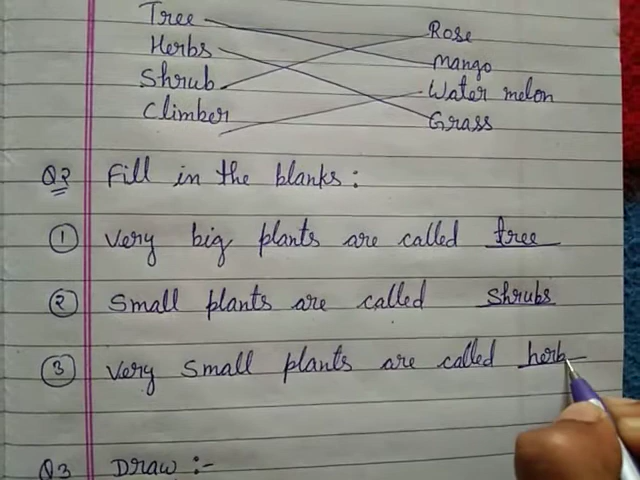 Tree Rose
Herbs mango
Shrub Water melon
Climber Grass
Q2 Fill in the blanks:
1 Very big plants are called tree
2 Small plants are called Shrubs
3 Very small plants are called herb
Q3 Draw :-